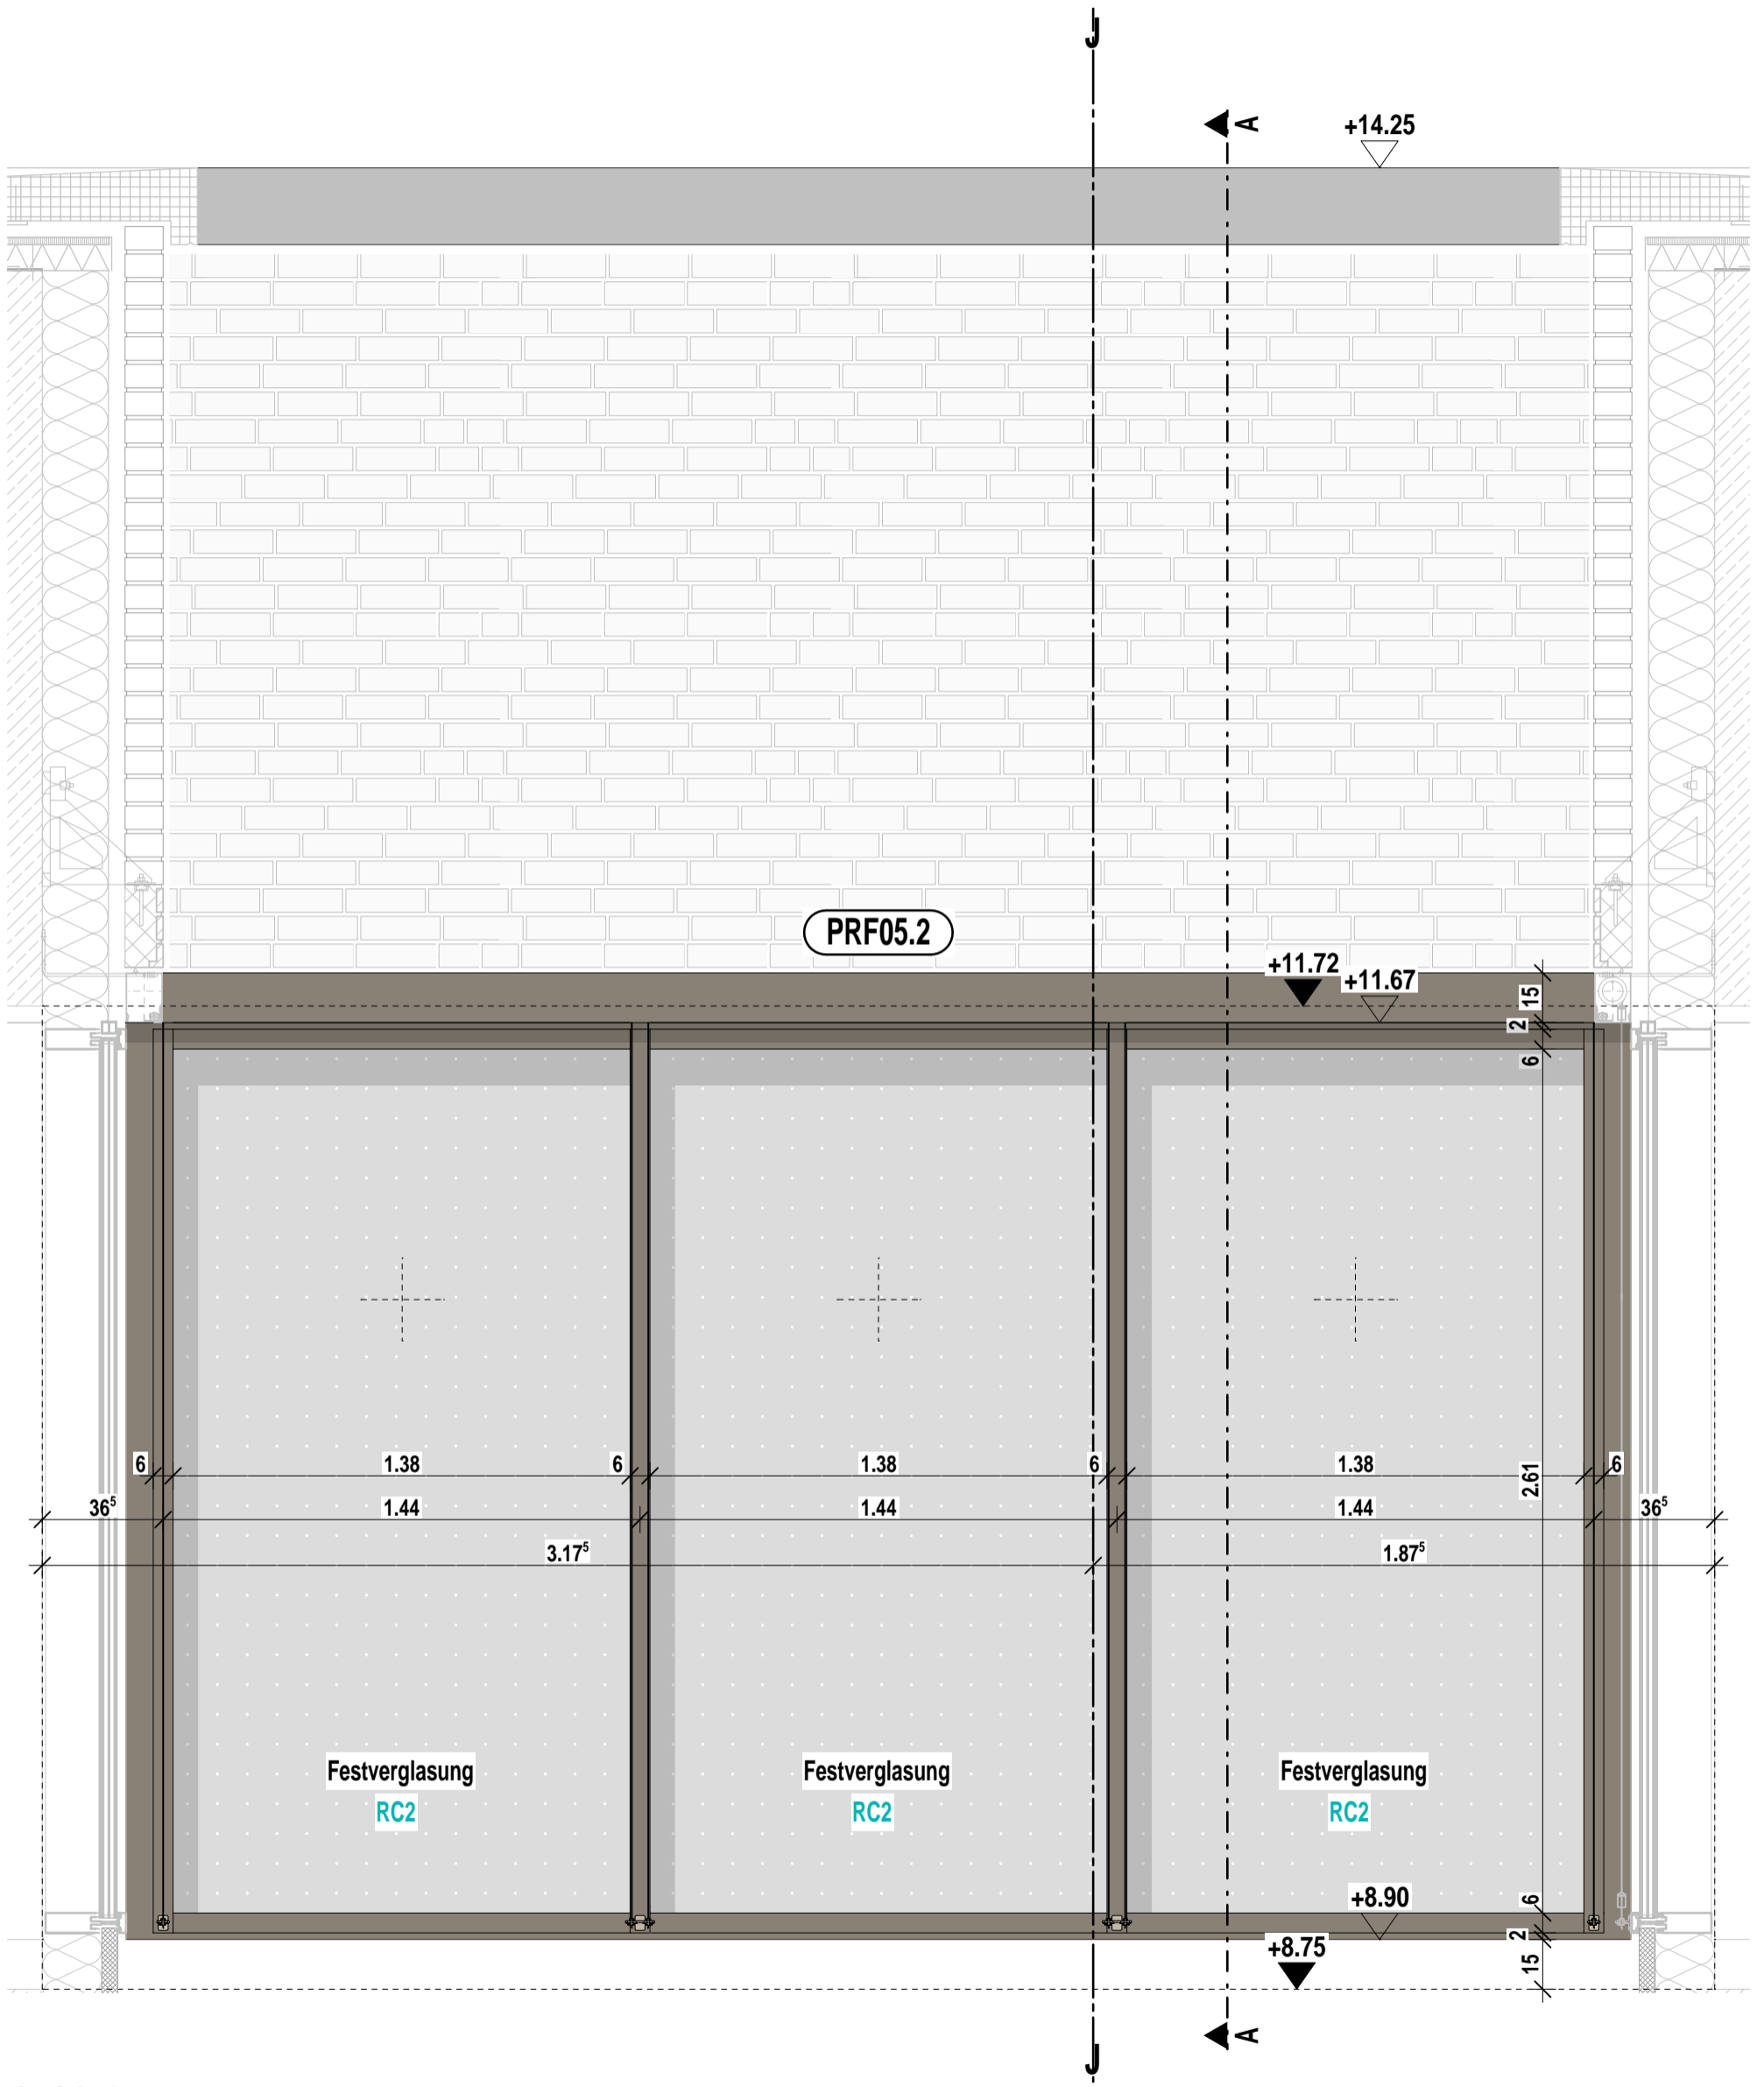 J
A
+14.25
PRF05.2
+11.72
+11.67
15
2
6
6 1.38 6 1.38 6 1.38 6
2.61
36⁵ 1.44 1.44 1.44 36⁵
3.17⁵ 1.87⁵
Festverglasung Festverglasung Festverglasung
RC2 RC2 RC2
+8.90
6
2
+8.75
15
A
J